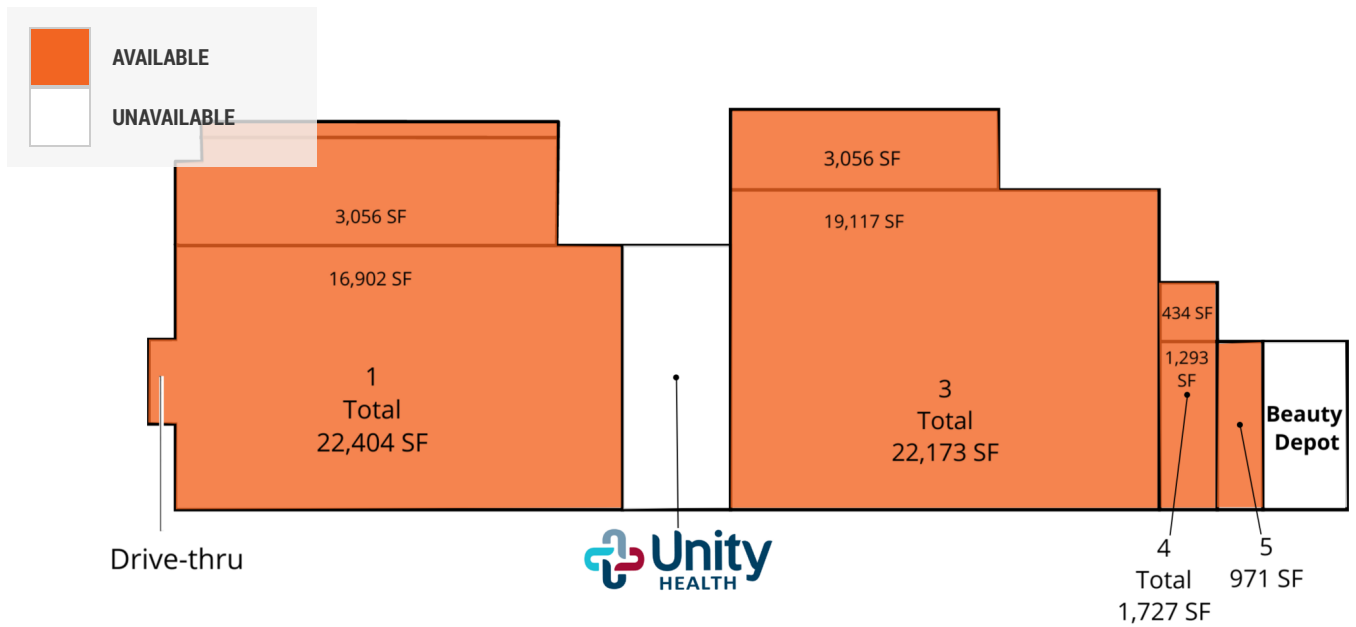 AVAILABLE
UNAVAILABLE
3,056 SF
16,902 SF
1
Total
22,404 SF
Drive-thru
Unity
HEALTH
3,056 SF
19,117 SF
3
Total
22,173 SF
434 SF
1,293
SF
4
Total
1,727 SF
5
971 SF
Beauty
Depot